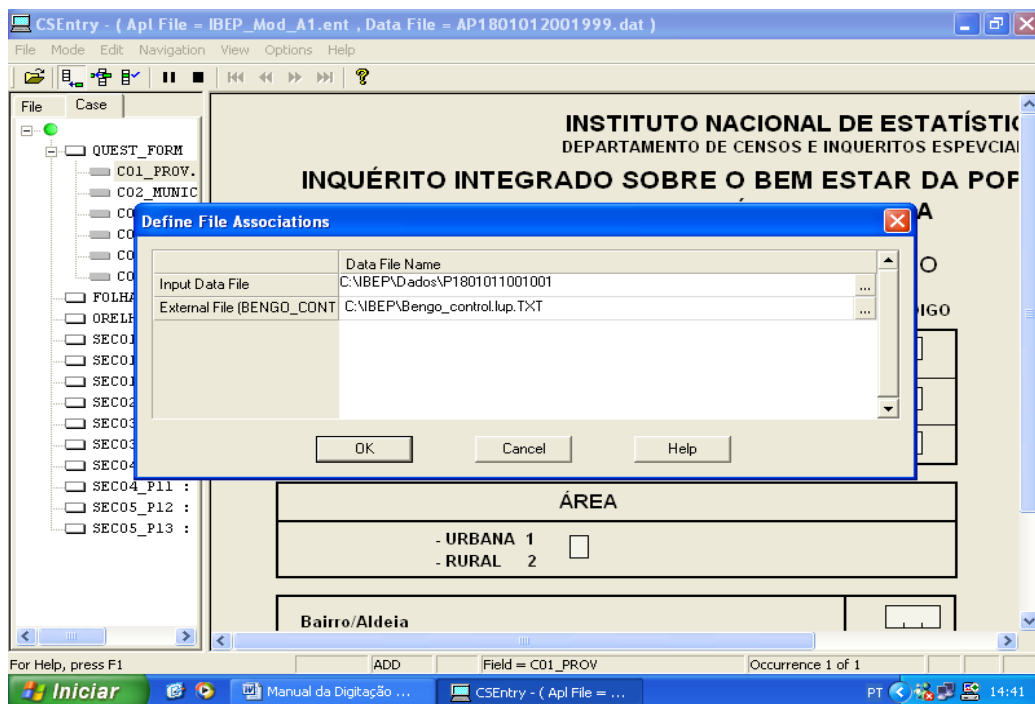 CSEntry - ( Apl File = IBEP_Mod_A1.ent , Data File = AP1801012001999.dat )
File Mode Edit Navigation View Options Help
File Case
QUEST_FORM
C01_PROV.
C02_MUNIC
C0
C0
C0
C0
FOLHA
ORELH
SEC01
SEC01
SEC01
SEC02
SEC03
SEC03
SEC04
SEC04_P11 :
SEC05_P12 :
SEC05_P13 :
INSTITUTO NACIONAL DE ESTATÍSTIC
DEPARTAMENTO DE CENSOS E INQUERITOS ESPEVCIAI
INQUÉRITO INTEGRADO SOBRE O BEM ESTAR DA POP
A
O
IGO
Define File Associations
Data File Name
Input Data File C:\IBEP\Dados\P1801011001001 ...
External File (BENGO_CONT C:\IBEP\Bengo_control.lup.TXT ...
OK Cancel Help
ÁREA
- URBANA 1
- RURAL 2
Bairro/Aldeia
For Help, press F1 ADD Field = C01_PROV Occurrence 1 of 1
Iniciar Manual da Digitação ... CSEntry - ( Apl File = ... PT 14:41